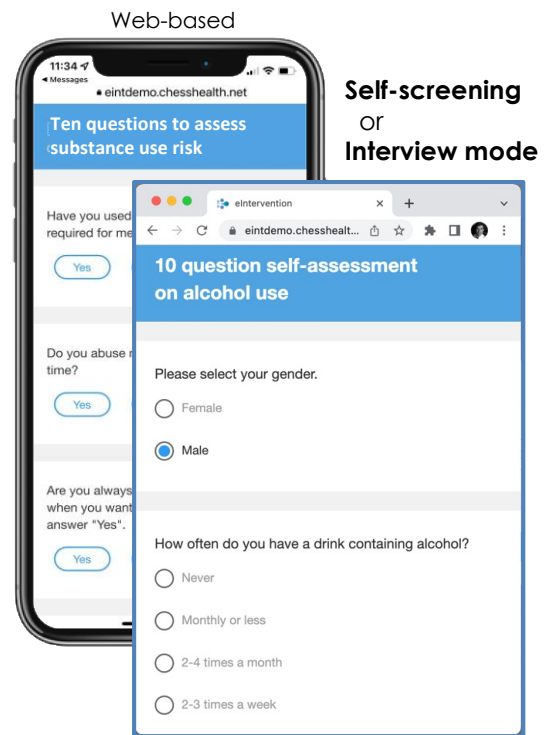 Web-based
11:34
Messages
eintdemo.chesshealth.net
Ten questions to assess
substance use risk
Self-screening
or
Interview mode
Have you used
required for me
Yes
Do you abuse
time?
Yes
Are you always
when you want
answer "Yes".
Yes
eIntervention
eintdemo.chesshealt...
10 question self-assessment
on alcohol use
Please select your gender.
Female
Male
How often do you have a drink containing alcohol?
Never
Monthly or less
2-4 times a month
2-3 times a week